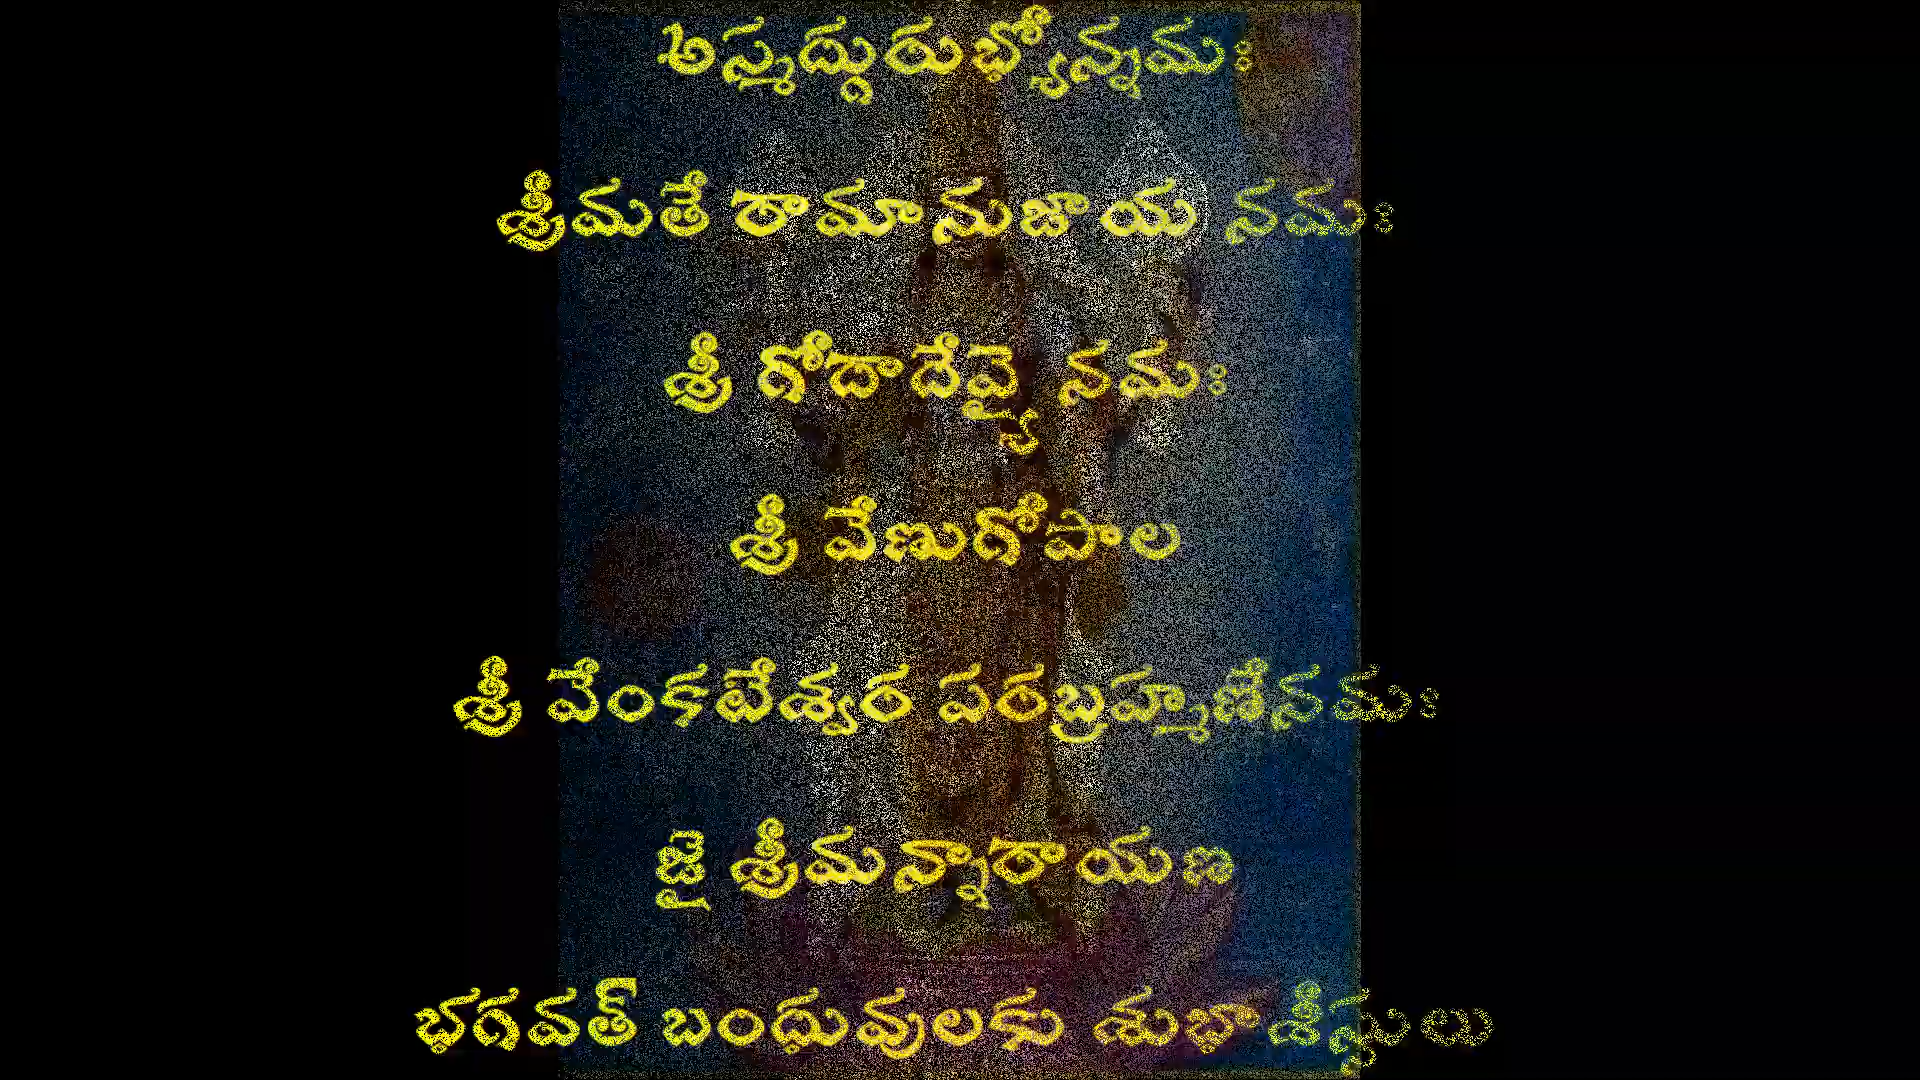 అస్మద్గురుభ్యోన్నమః
శ్రీమతే రామానుజాయ నమః
శ్రీ గోదాదేవ్యై నమః
శ్రీ వేణుగోపాల
శ్రీ వేంకటేశ్వర పరబ్రహ్మణేనమః
జై శ్రీమన్నారాయణ
భగవత్ బంధువులకు శుభాశీస్సులు